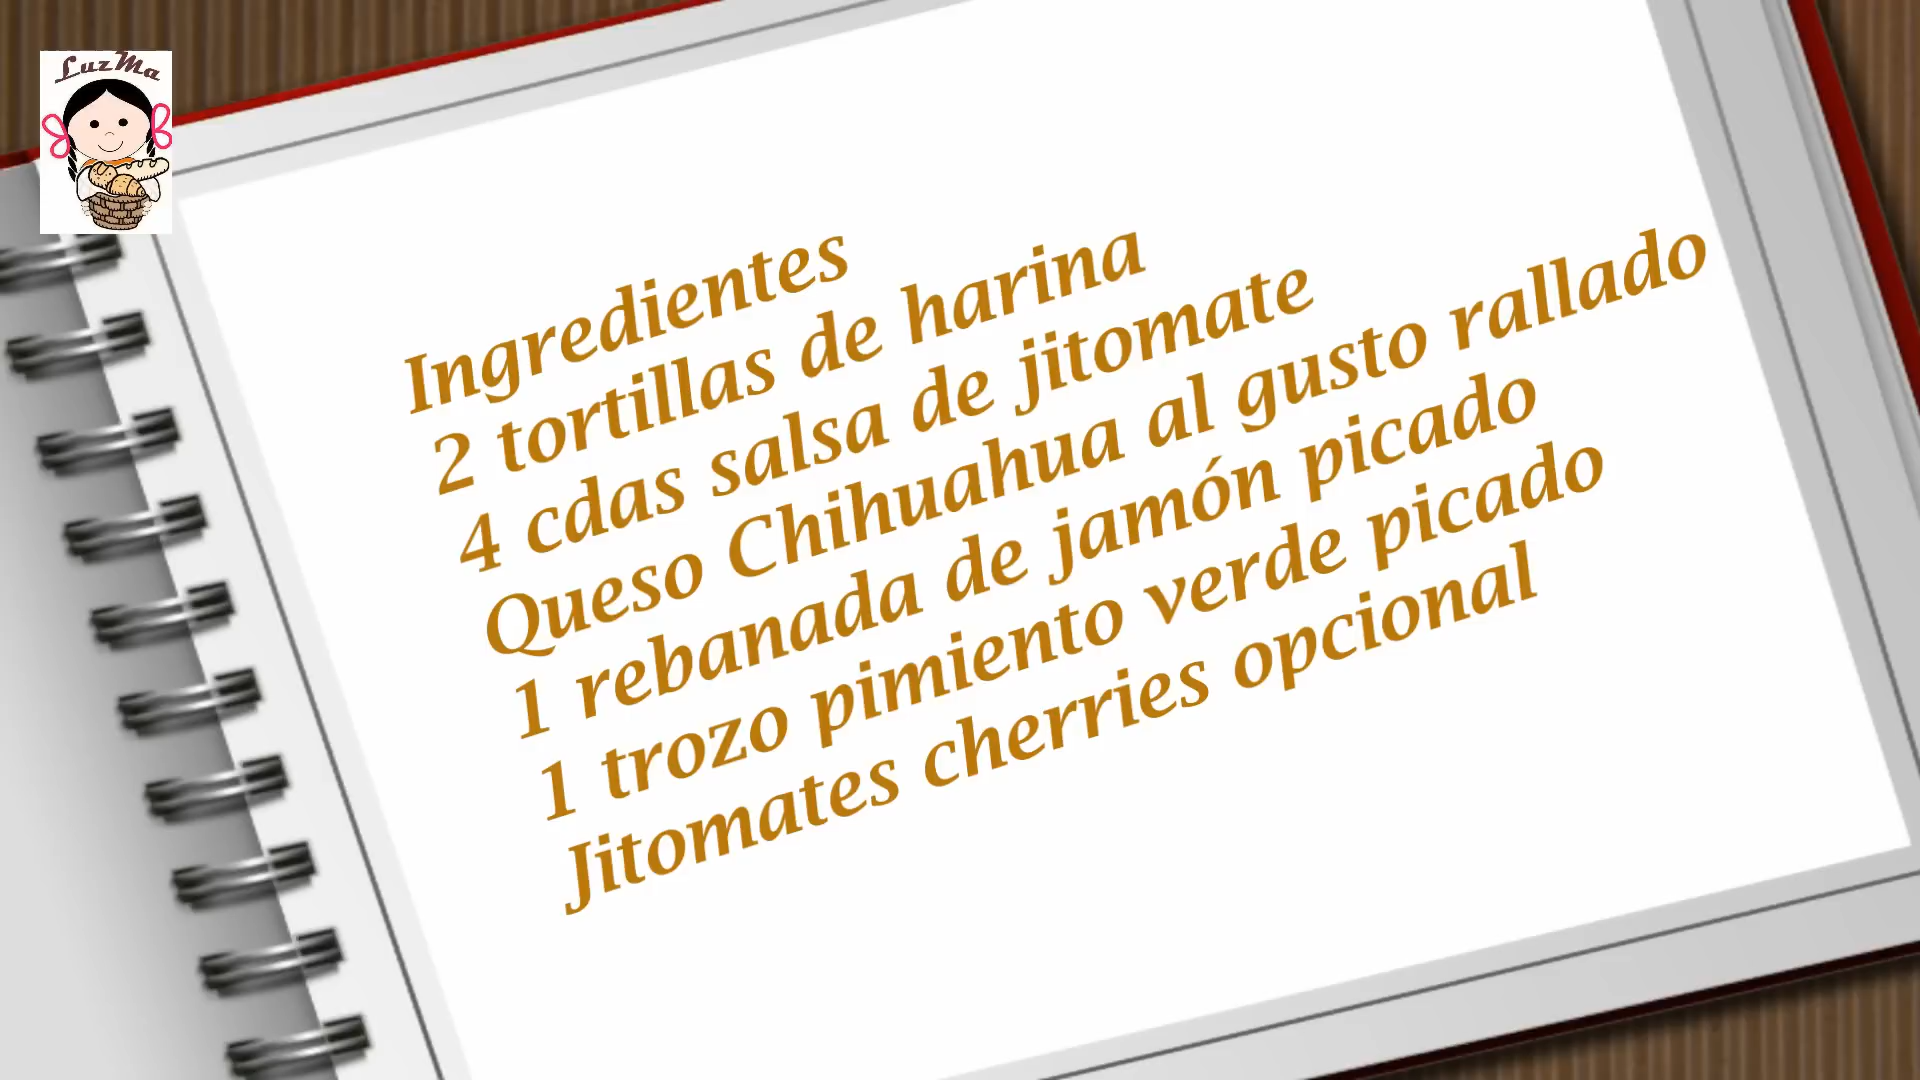 LuzMa
Ingredientes
2 tortillas de harina
4 cdas salsa de jitomate
Queso Chihuahua al gusto rallado
1 rebanada de jamón picado
1 trozo pimiento verde picado
Jitomates cherries opcional